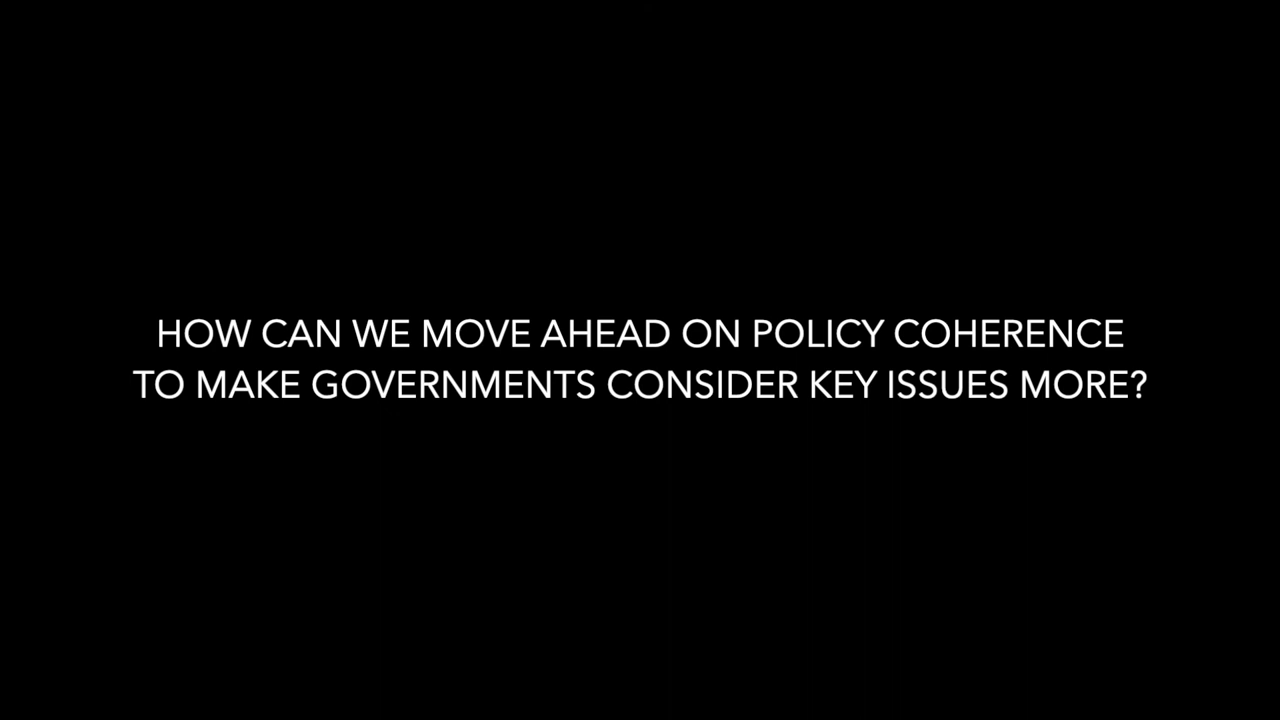 HOW CAN WE MOVE AHEAD ON POLICY COHERENCE
TO MAKE GOVERNMENTS CONSIDER KEY ISSUES MORE?